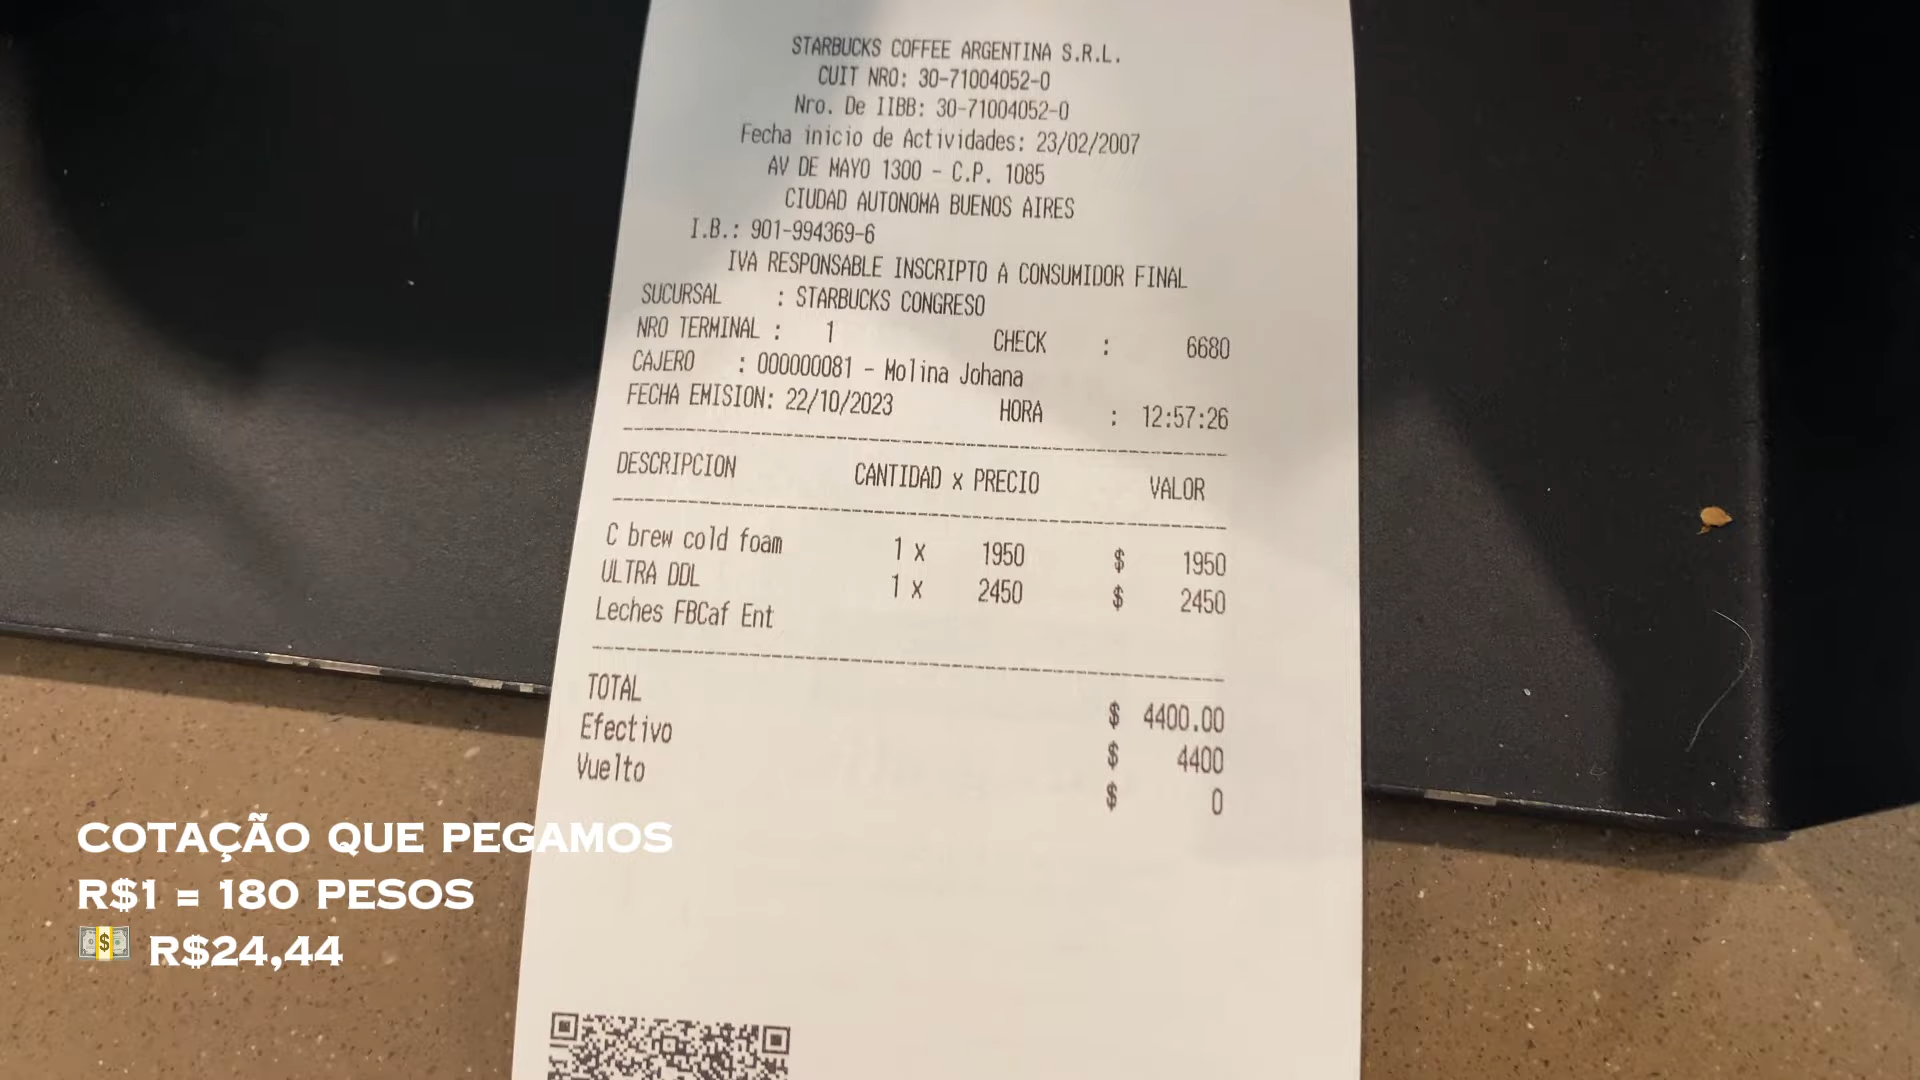 STARBUCKS COFFEE ARGENTINA S.R.L.
CUIT NRO: 30-71004052-0
Nro. De IIBB: 30-71004052-0
Fecha inicio de Actividades: 23/02/2007
AV DE MAYO 1300 - C.P. 1085
CIUDAD AUTONOMA BUENOS AIRES
I.B.: 901-994369-6
IVA RESPONSABLE INSCRIPTO A CONSUMIDOR FINAL
SUCURSAL : STARBUCKS CONGRESO
NRO TERMINAL : 1 CHECK : 6680
CAJERO : 000000081 - Molina Johana
FECHA EMISION: 22/10/2023 HORA : 12:57:26
DESCRIPCION CANTIDAD x PRECIO VALOR
C brew cold foam 1 x 1950 $ 1950
ULTRA DDL 1 x 2450 $ 2450
Leches FBCaf Ent
TOTAL $ 4400.00
Efectivo $ 4400
Vuelto $ 0
COTAÇÃO QUE PEGAMOS
R$1 = 180 PESOS
💵 R$24,44